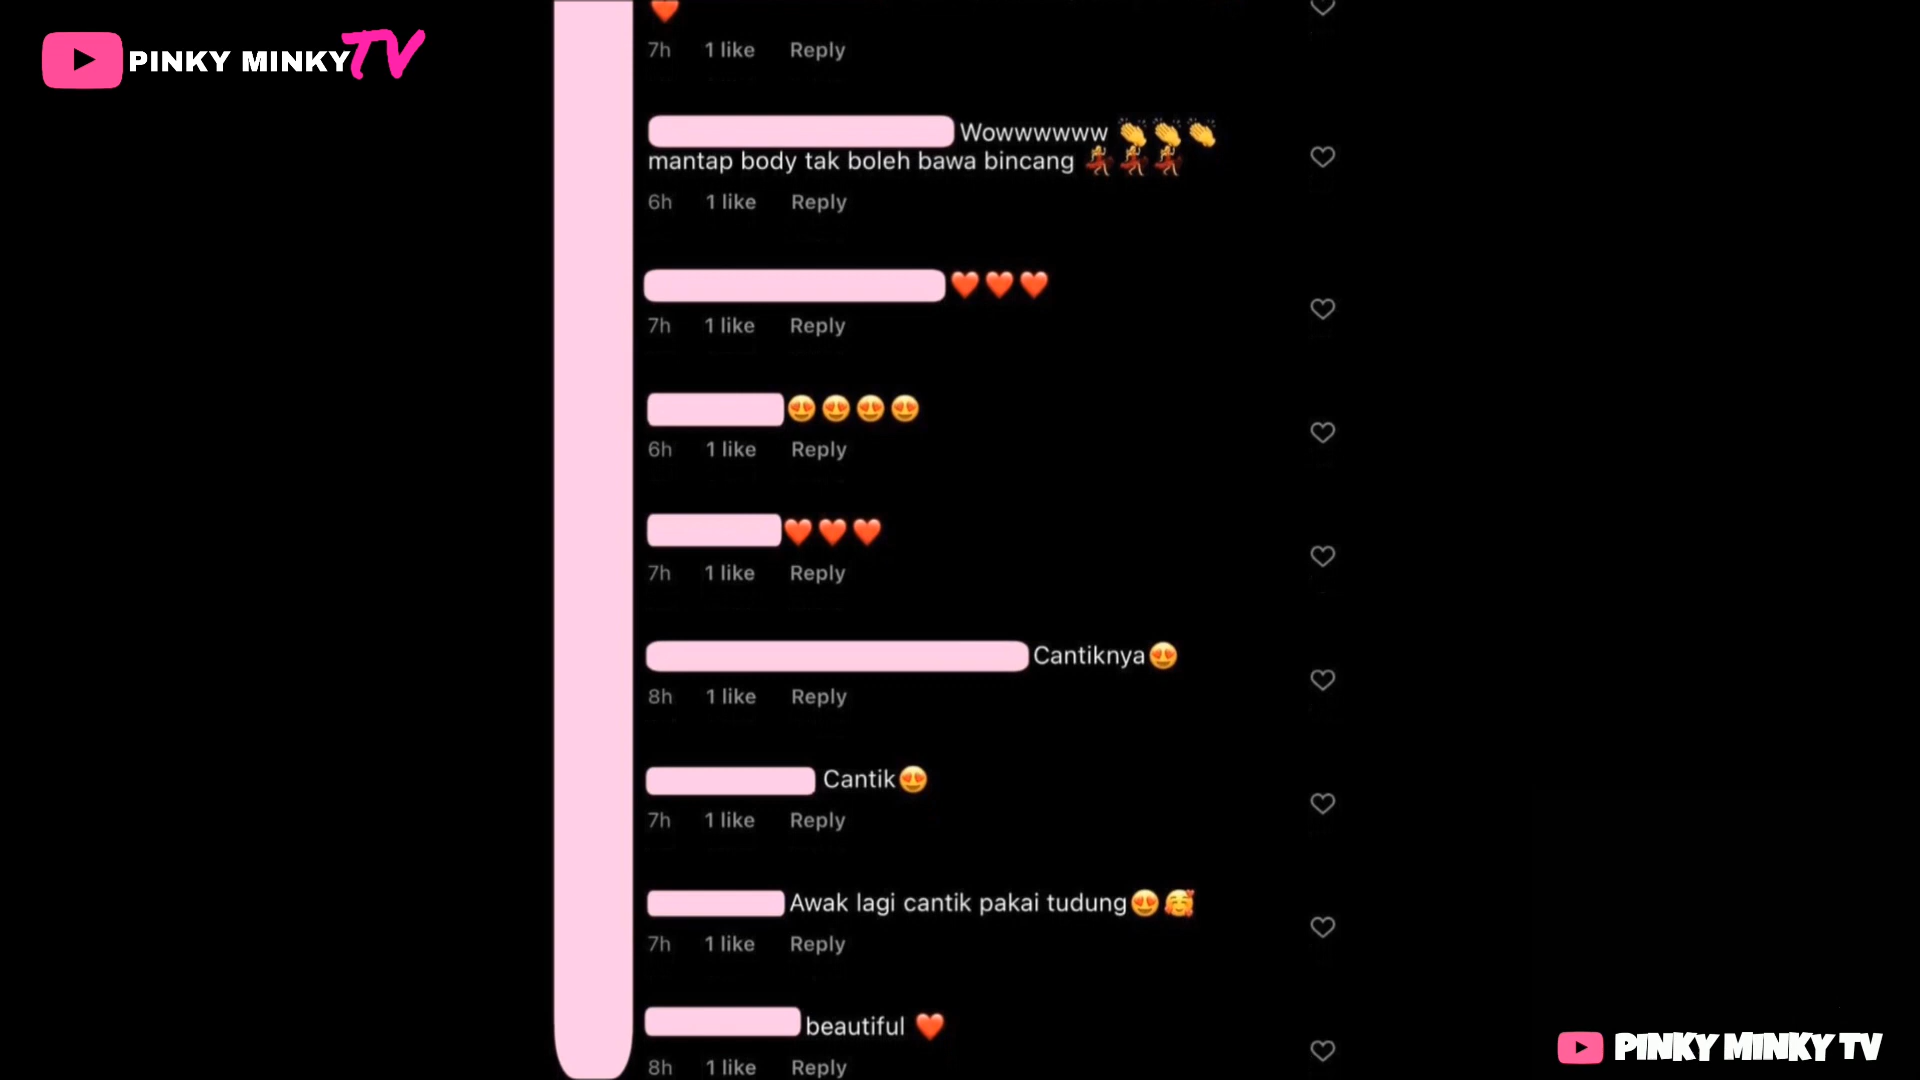 PINKY MINKY TV
❤️
7h 1 like Reply
Wowwwwww 👏👏👏
mantap body tak boleh bawa bincang 💃💃💃
6h 1 like Reply
❤️❤️❤️
7h 1 like Reply
😍😍😍😍
6h 1 like Reply
❤️❤️❤️
7h 1 like Reply
Cantiknya😍
8h 1 like Reply
Cantik😍
7h 1 like Reply
Awak lagi cantik pakai tudung😍🥰
7h 1 like Reply
beautiful ❤️
8h 1 like Reply
PINKY MINKY TV